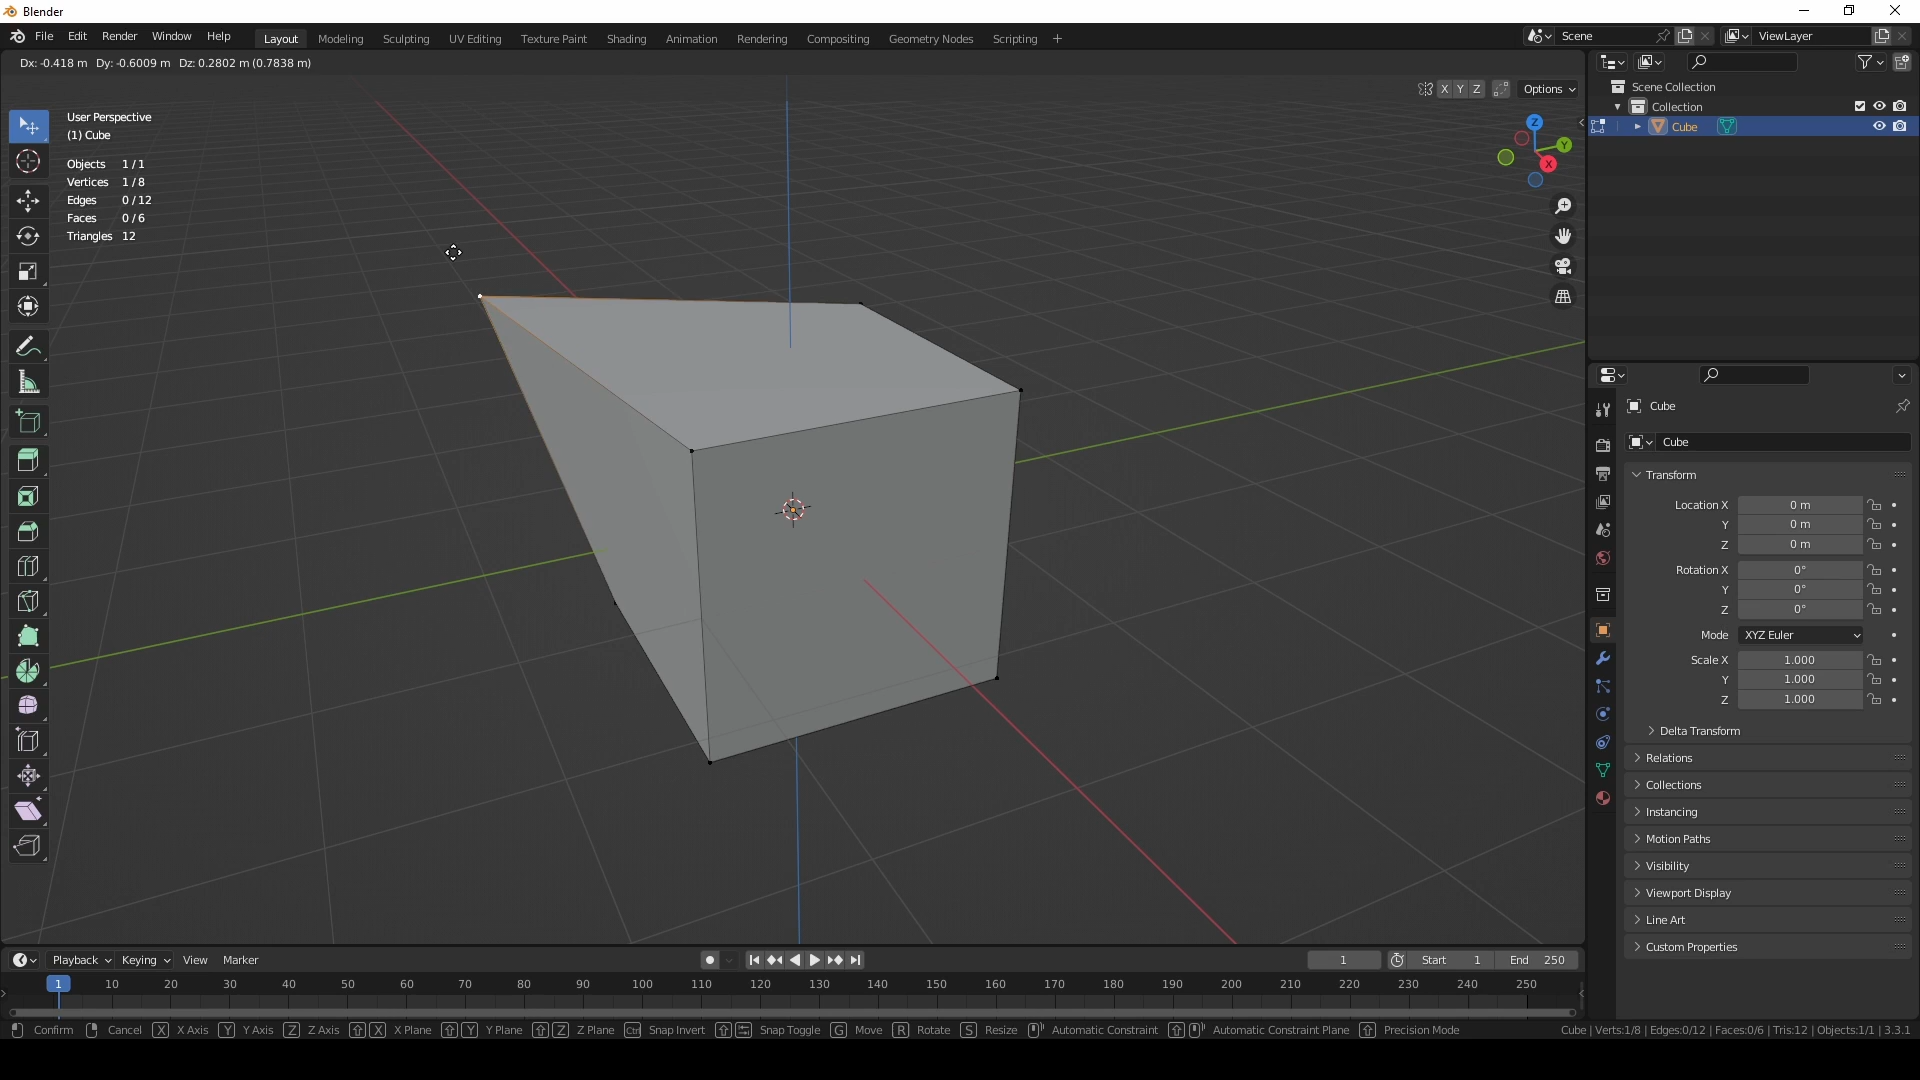 Blender
File Edit Render Window Help Layout Modeling Sculpting UV Editing Texture Paint Shading Animation Rendering Compositing Geometry Nodes Scripting + Scene ViewLayer
Dx: -0.418 m Dy: -0.6009 m Dz: 0.2802 m (0.7838 m)
X Y Z Options
User Perspective
(1) Cube
Objects 1 / 1
Vertices 1 / 8
Edges 0 / 12
Faces 0 / 6
Triangles 12
Z
Y
X
Scene Collection
Collection
Cube
Cube
Cube
Transform
Location X 0 m
Y 0 m
Z 0 m
Rotation X 0°
Y 0°
Z 0°
Mode XYZ Euler
Scale X 1.000
Y 1.000
Z 1.000
Delta Transform
Relations
Collections
Instancing
Motion Paths
Visibility
Viewport Display
Line Art
Custom Properties
Playback Keying View Marker 1 Start 1 End 250
1 10 20 30 40 50 60 70 80 90 100 110 120 130 140 150 160 170 180 190 200 210 220 230 240 250
Confirm Cancel X X Axis Y Y Axis Z Z Axis X X Plane Y Y Plane Z Z Plane Ctrl Snap Invert Snap Toggle G Move R Rotate S Resize Automatic Constraint Automatic Constraint Plane Precision Mode Cube | Verts:1/8 | Edges:0/12 | Faces:0/6 | Tris:12 | Objects:1/1 | 3.3.1